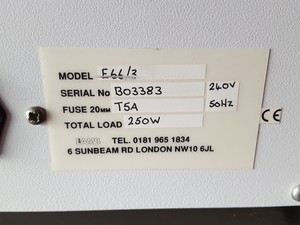 MODEL E66/2
SERIAL No B03383 240V
FUSE 20MM T5A 50HZ
TOTAL LOAD 250W
CE
TEL. 0181 965 1834
6 SUNBEAM RD LONDON NW10 6JL